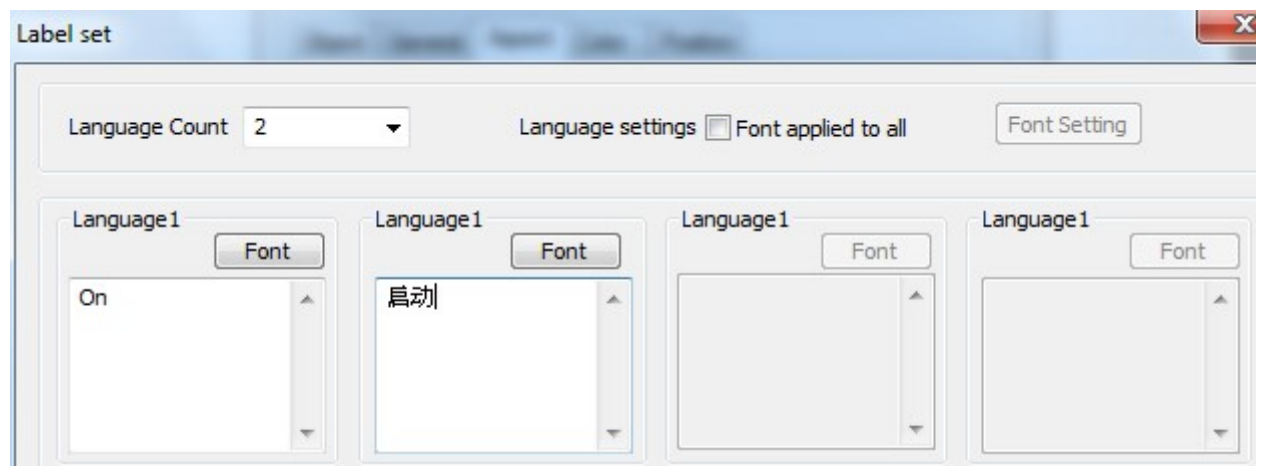 Label set
Language Count 2 Language settings Font applied to all Font Setting
Language1 Language1 Language1 Language1
Font Font Font Font
On 启动